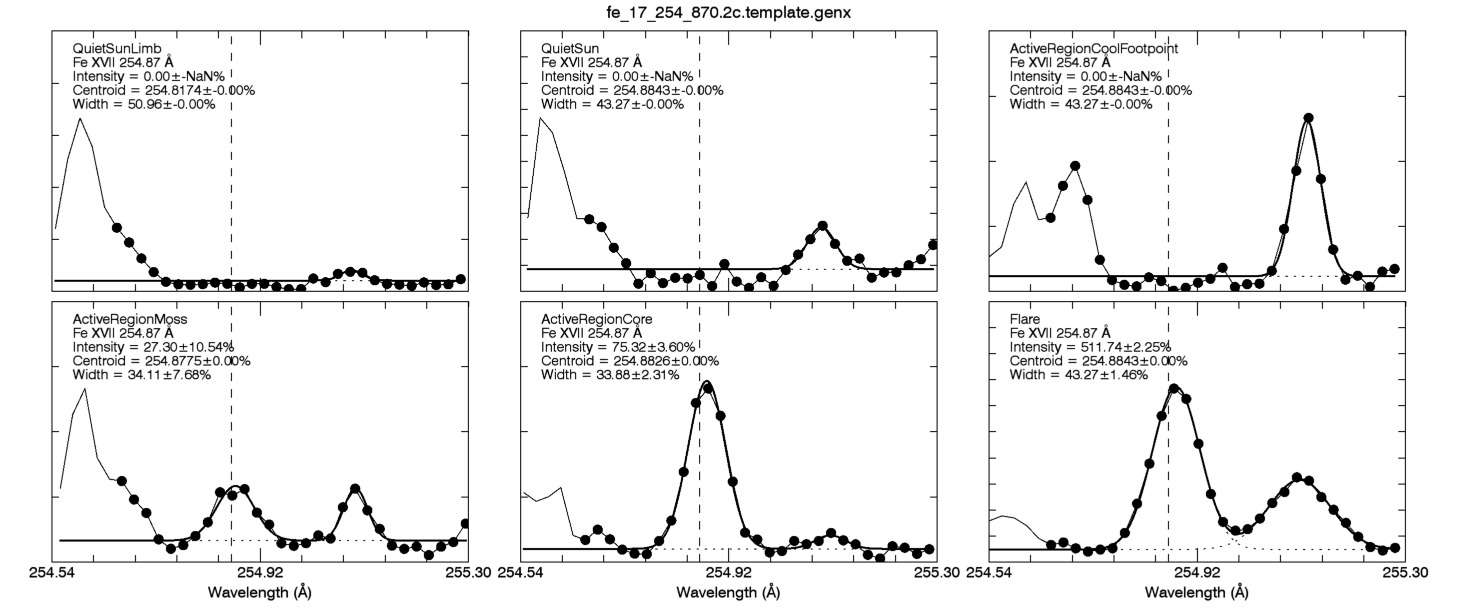 fe_17_254_870.2c.template.genx
QuietSunLimb
Fe XVII 254.87 Å
Intensity = 0.00±-NaN%
Centroid = 254.8174±-0.00%
Width = 50.96±-0.00%
QuietSun
Fe XVII 254.87 Å
Intensity = 0.00±-NaN%
Centroid = 254.8843±-0.00%
Width = 43.27±-0.00%
ActiveRegionCoolFootpoint
Fe XVII 254.87 Å
Intensity = 0.00±-NaN%
Centroid = 254.8843±-0.00%
Width = 43.27±-0.00%
ActiveRegionMoss
Fe XVII 254.87 Å
Intensity = 27.30±10.54%
Centroid = 254.8775±0.00%
Width = 34.11±7.68%
ActiveRegionCore
Fe XVII 254.87 Å
Intensity = 75.32±3.60%
Centroid = 254.8826±0.00%
Width = 33.88±2.31%
Flare
Fe XVII 254.87 Å
Intensity = 511.74±2.25%
Centroid = 254.8843±0.00%
Width = 43.27±1.46%
254.54 254.92 255.30
Wavelength (Å)
254.54 254.92 255.30
Wavelength (Å)
254.54 254.92 255.30
Wavelength (Å)